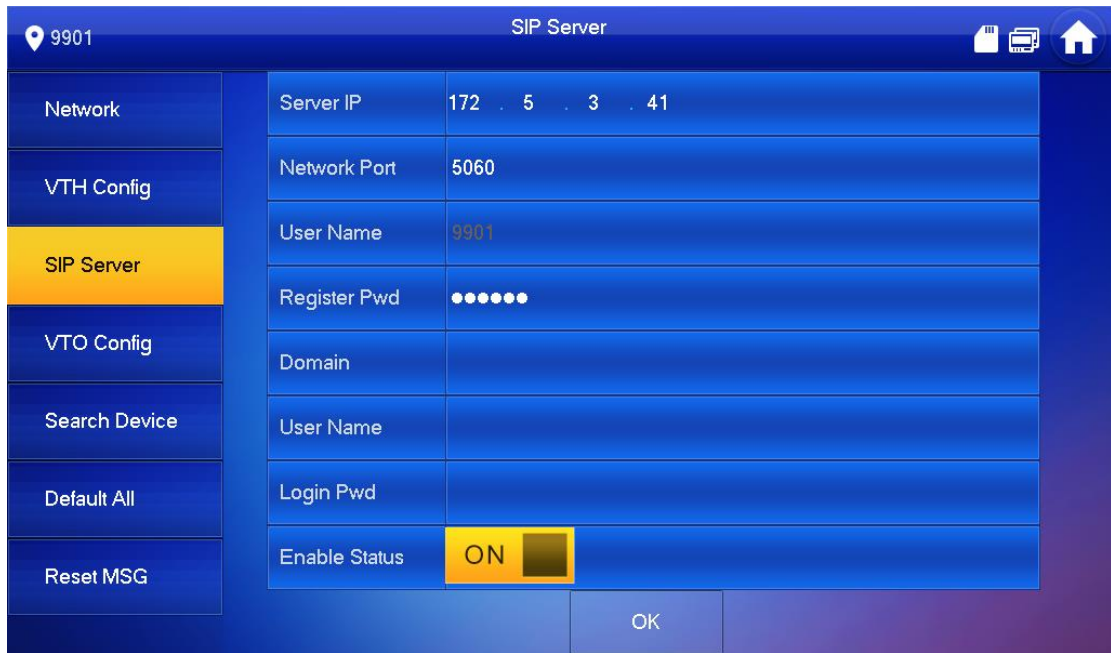 9901
SIP Server
Network
VTH Config
SIP Server
VTO Config
Search Device
Default All
Reset MSG
Server IP 172 . 5 . 3 . 41
Network Port 5060
User Name 9901
Register Pwd ●●●●●●
Domain
User Name
Login Pwd
Enable Status ON
OK